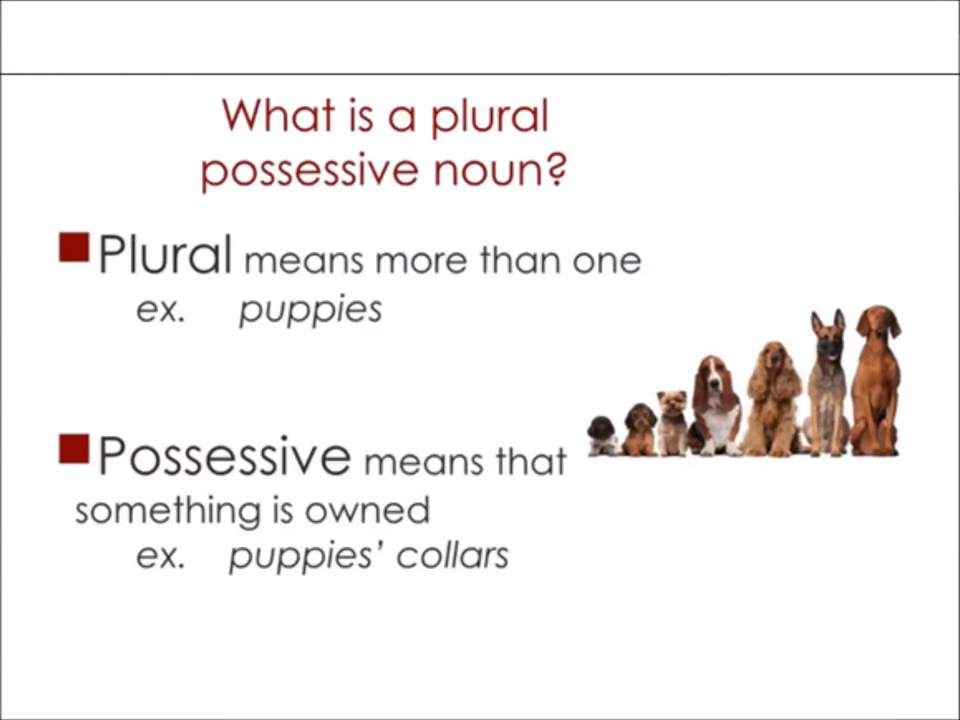 What is a plural
possessive noun?
Plural means more than one
ex. puppies
Possessive means that
something is owned
ex. puppies’ collars